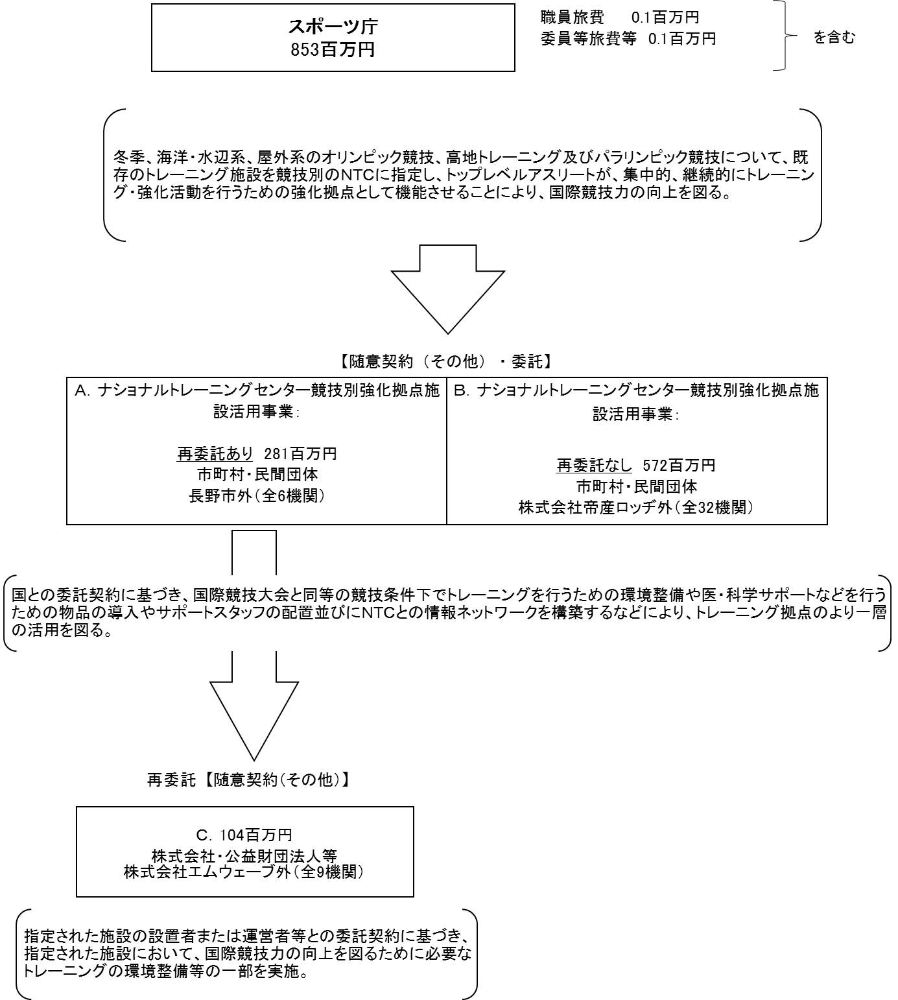 スポーツ庁
853百万円
職員旅費　0.1百万円
委員等旅費等　0.1百万円
を含む
冬季、海洋・水辺系、屋外系のオリンピック競技、高地トレーニング及びパラリンピック競技について、既
存のトレーニング施設を競技別のNTCに指定し、トップレベルアスリートが、集中的、継続的にトレーニン
グ・強化活動を行うための強化拠点として機能させることにより、国際競技力の向上を図る。
【随意契約（その他）・委託】
A．ナショナルトレーニングセンター競技別強化拠点施
設活用事業：
再委託あり　281百万円
市町村・民間団体
長野市外（全6機関）
B．ナショナルトレーニングセンター競技別強化拠点施
設活用事業：
再委託なし　572百万円
市町村・民間団体
株式会社帝産ロッヂ外（全32機関）
国との委託契約に基づき、国際競技大会と同等の競技条件下でトレーニングを行うための環境整備や医・科学サポートなどを行う
ための物品の導入やサポートスタッフの配置並びにNTCとの情報ネットワークを構築するなどにより、トレーニング拠点のより一層
の活用を図る。
再委託【随意契約（その他）】
C．104百万円
株式会社・公益財団法人等
株式会社エムウェーブ外（全9機関）
指定された施設の設置者または運営者等との委託契約に基づき、
指定された施設において、国際競技力の向上を図るために必要な
トレーニングの環境整備等の一部を実施。